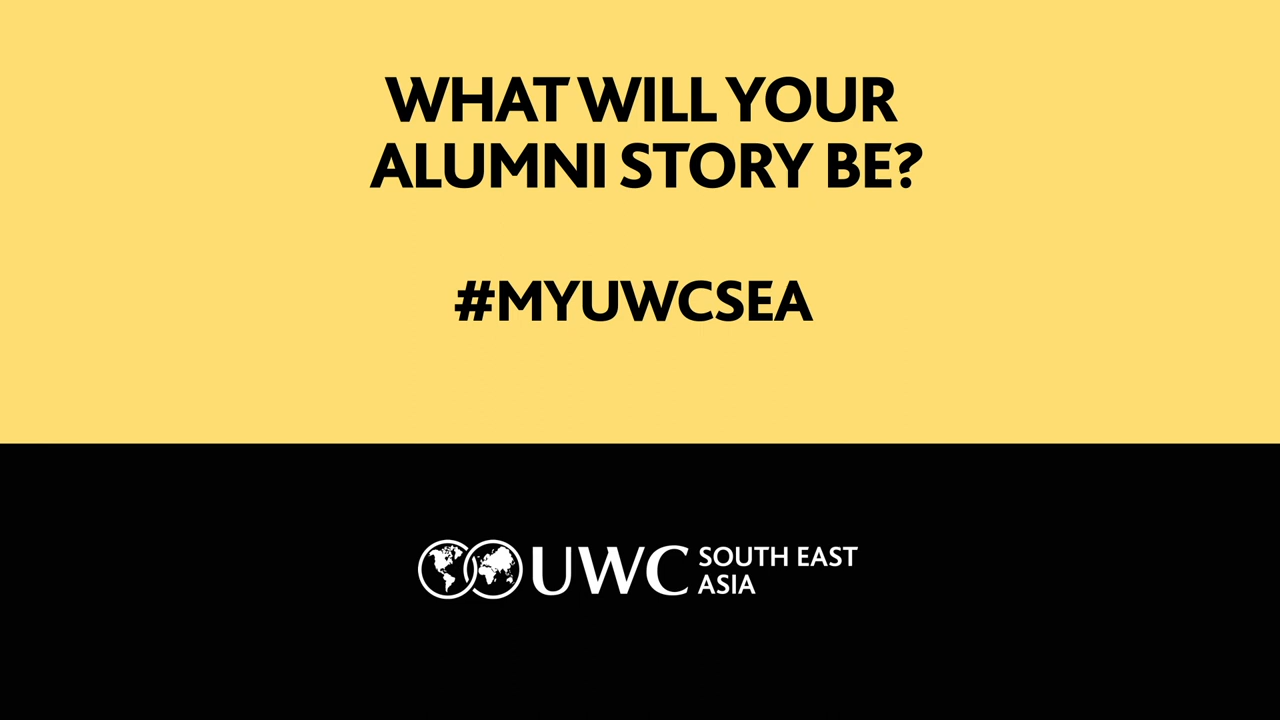 WHAT WILL YOUR
ALUMNI STORY BE?
#MYUWCSEA
UWC SOUTH EAST
ASIA